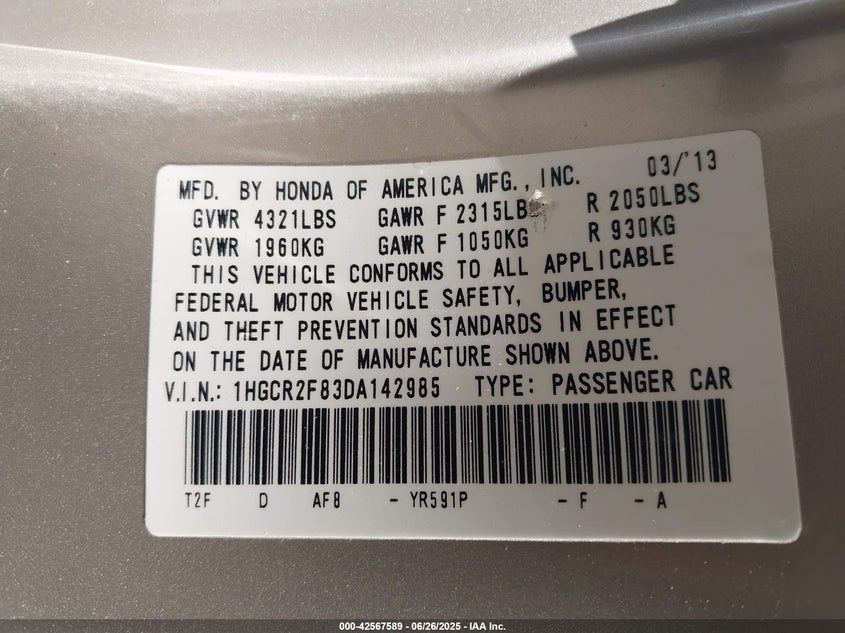 03/'13
MFD. BY HONDA OF AMERICA MFG., INC.
GVWR 4321LBS GAWR F 2315LB R 2050LBS
GVWR 1960KG GAWR F 1050KG R 930KG
THIS VEHICLE CONFORMS TO ALL APPLICABLE
FEDERAL MOTOR VEHICLE SAFETY, BUMPER,
AND THEFT PREVENTION STANDARDS IN EFFECT
ON THE DATE OF MANUFACTURE SHOWN ABOVE.
V.I.N.: 1HGCR2F83DA142985 TYPE: PASSENGER CAR
T2F D AF8 - YR591P - F - A
000-42567589 - 06/26/2025 - IAA Inc.